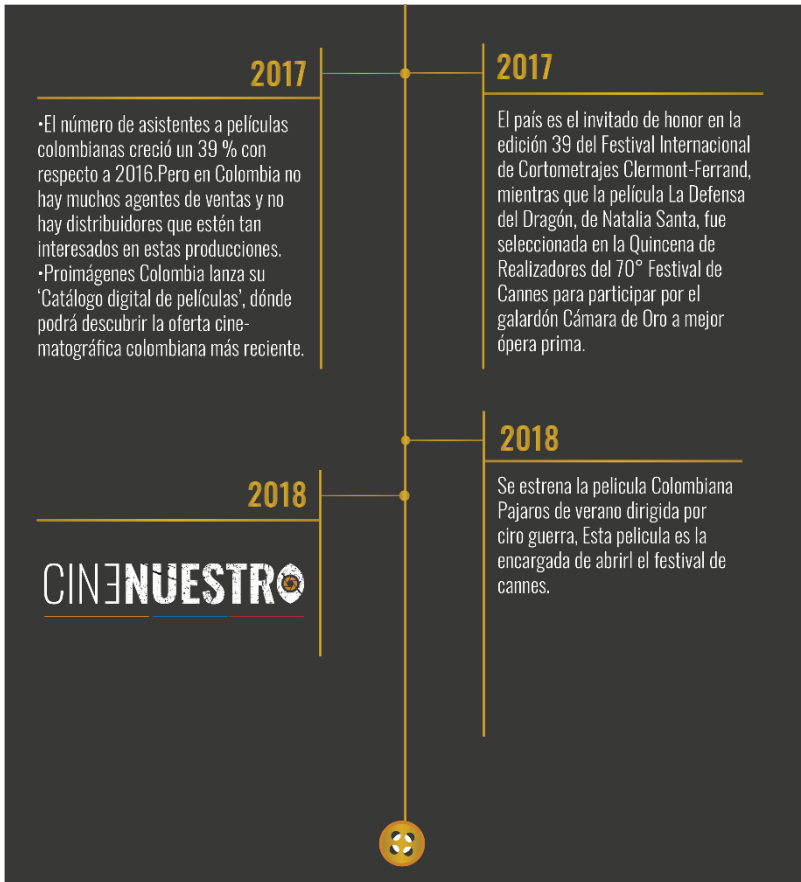 2017
•El número de asistentes a películas
colombianas creció un 39 % con
respecto a 2016.Pero en Colombia no
hay muchos agentes de ventas y no
hay distribuidores que estén tan
interesados en estas producciones.
•Proimágenes Colombia lanza su
‘Catálogo digital de películas’, dónde
podrá descubrir la oferta cine-
matográfica colombiana más reciente.
2017
El país es el invitado de honor en la
edición 39 del Festival Internacional
de Cortometrajes Clermont-Ferrand,
mientras que la película La Defensa
del Dragón, de Natalia Santa, fue
seleccionada en la Quincena de
Realizadores del 70° Festival de
Cannes para participar por el
galardón Cámara de Oro a mejor
ópera prima.
2018
Se estrena la pelicula Colombiana
Pajaros de verano dirigida por
ciro guerra, Esta pelicula es la
encargada de abrirl el festival de
cannes.
2018
CINENUESTRO